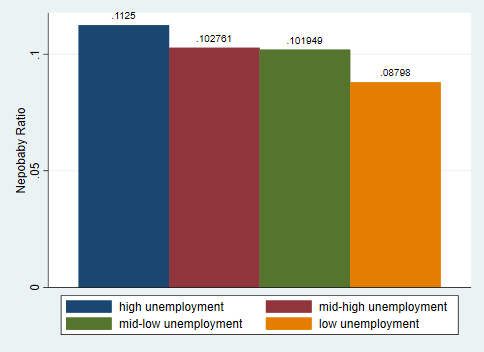 .1125
.102761
.101949
.08798
.1
.05
0
Nepobaby Ratio
high unemployment
mid-high unemployment
mid-low unemployment
low unemployment